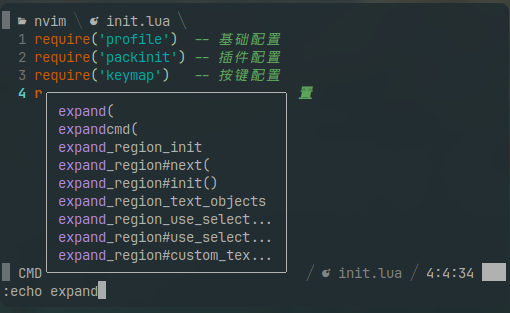 nvim init.lua
1 require('profile') -- 基础配置
2 require('packinit') -- 插件配置
3 require('keymap') -- 按键配置
4 r 置
expand(
expandcmd(
expand_region_init
expand_region#next(
expand_region#init()
expand_region_text_objects
expand_region_use_select...
expand_region#use_select...
expand_region#custom_tex...
CMD / init.lua / 4:4:34
:echo expand